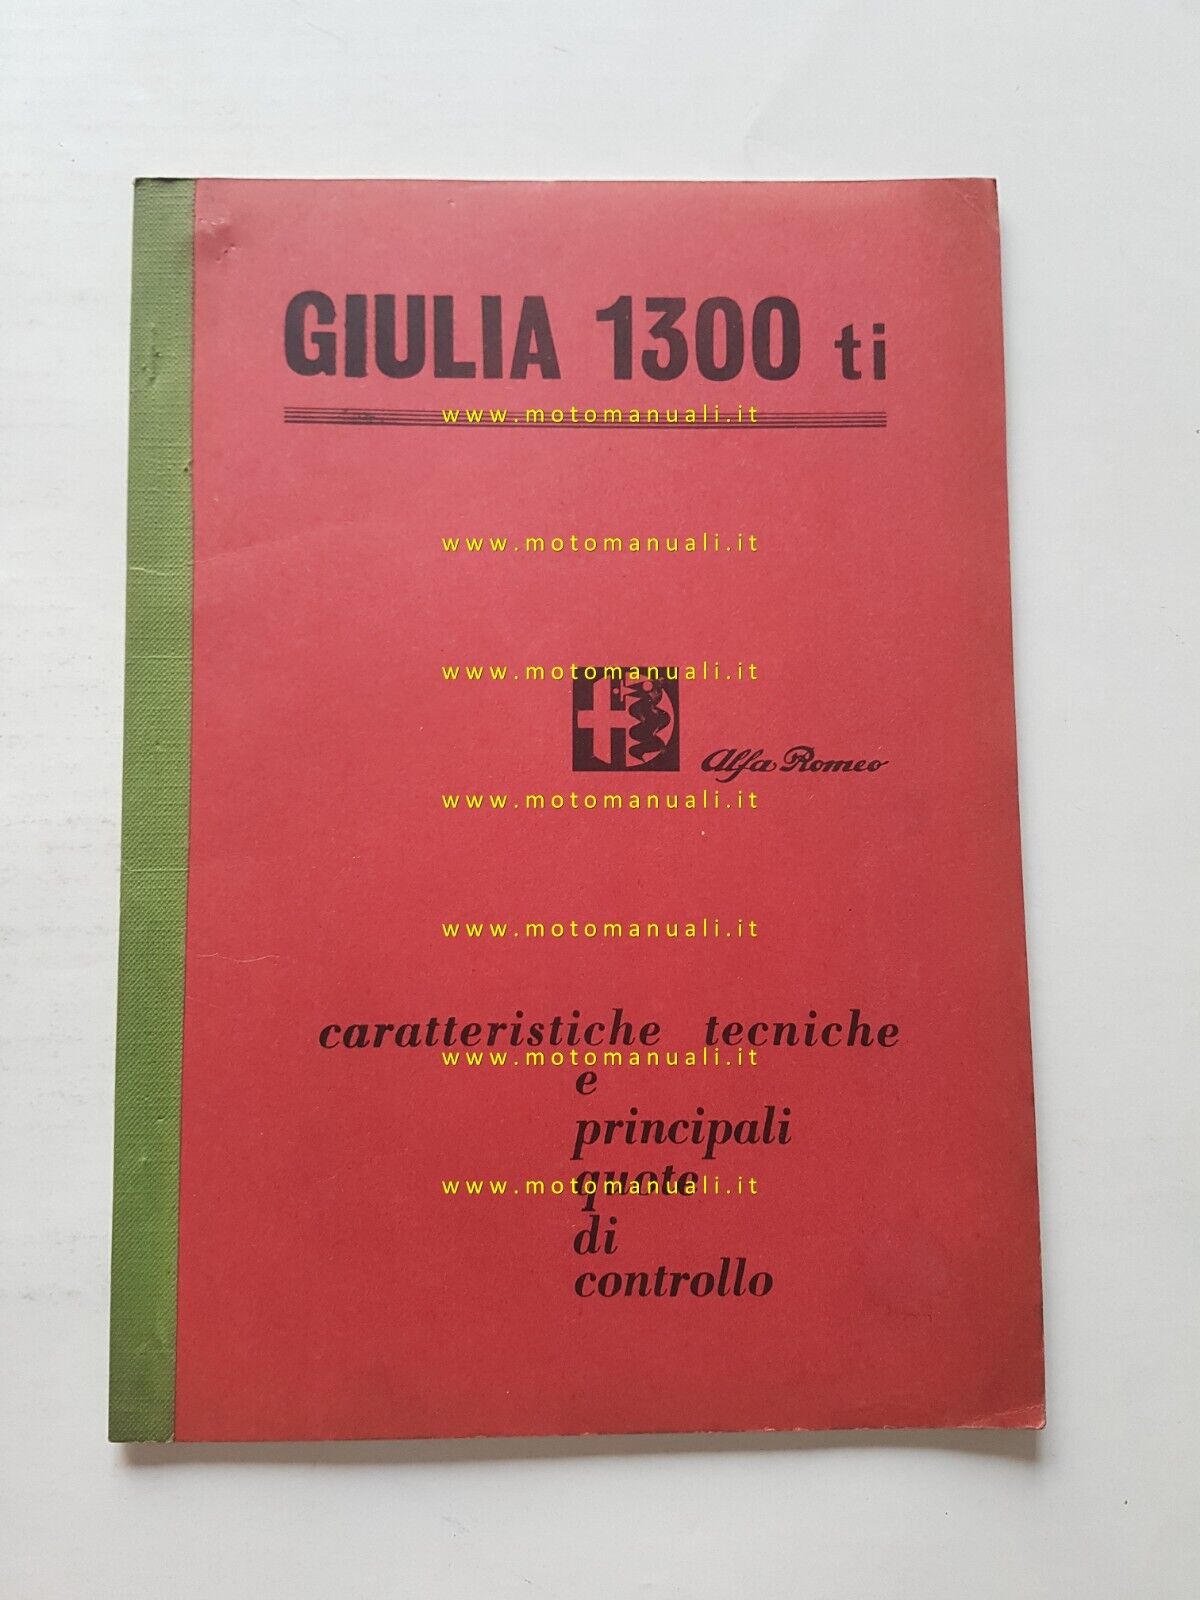 GIULIA 1300 ti
www.motomanuali.it
www.motomanuali.it
www.motomanuali.it
Alfa Romeo
www.motomanuali.it
www.motomanuali.it
caratteristiche tecniche
www.motomanuali.it
e
principali
quote
www.motomanuali.it
di
controllo